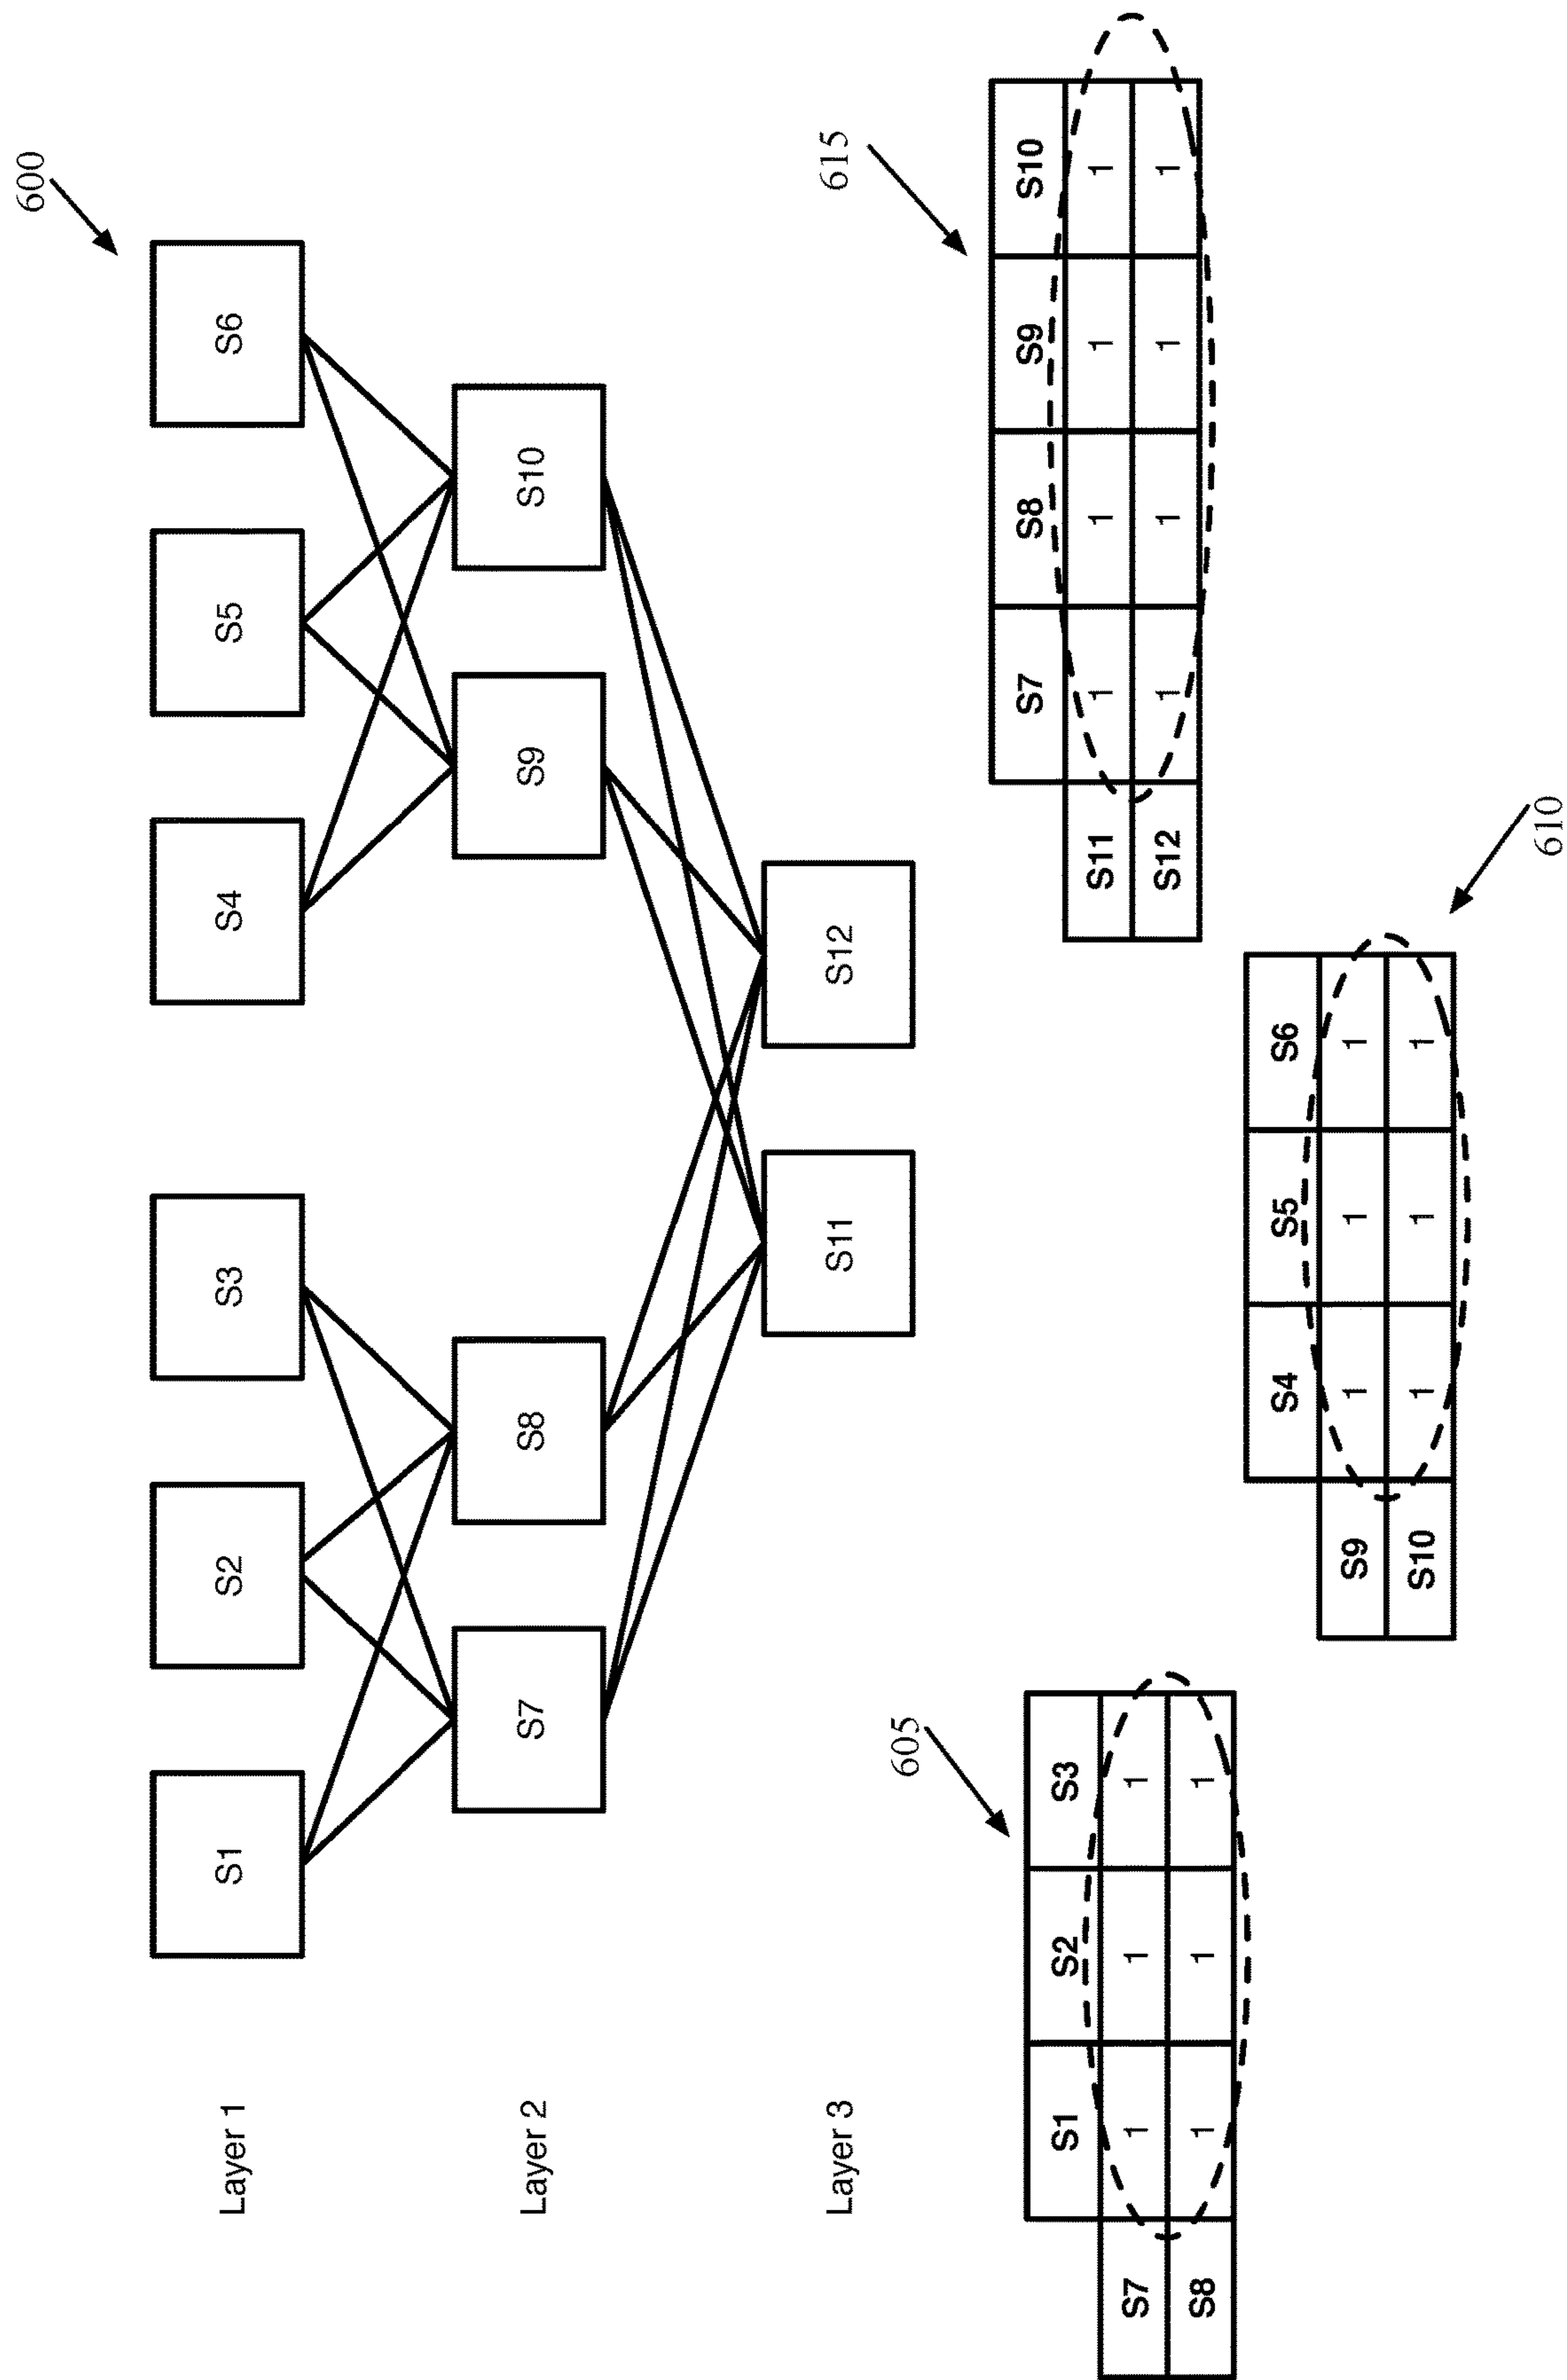 600
Layer 1
S1
S2
S3
S4
S5
S6
Layer 2
S7
S8
S9
S10
Layer 3
S11
S12
605
S1 S2 S3
S7 1 1 1
S8 1 1 1
610
S4 S5 S6
S9 1 1 1
S10 1 1 1
615
S7 S8 S9 S10
S11 1 1 1 1
S12 1 1 1 1